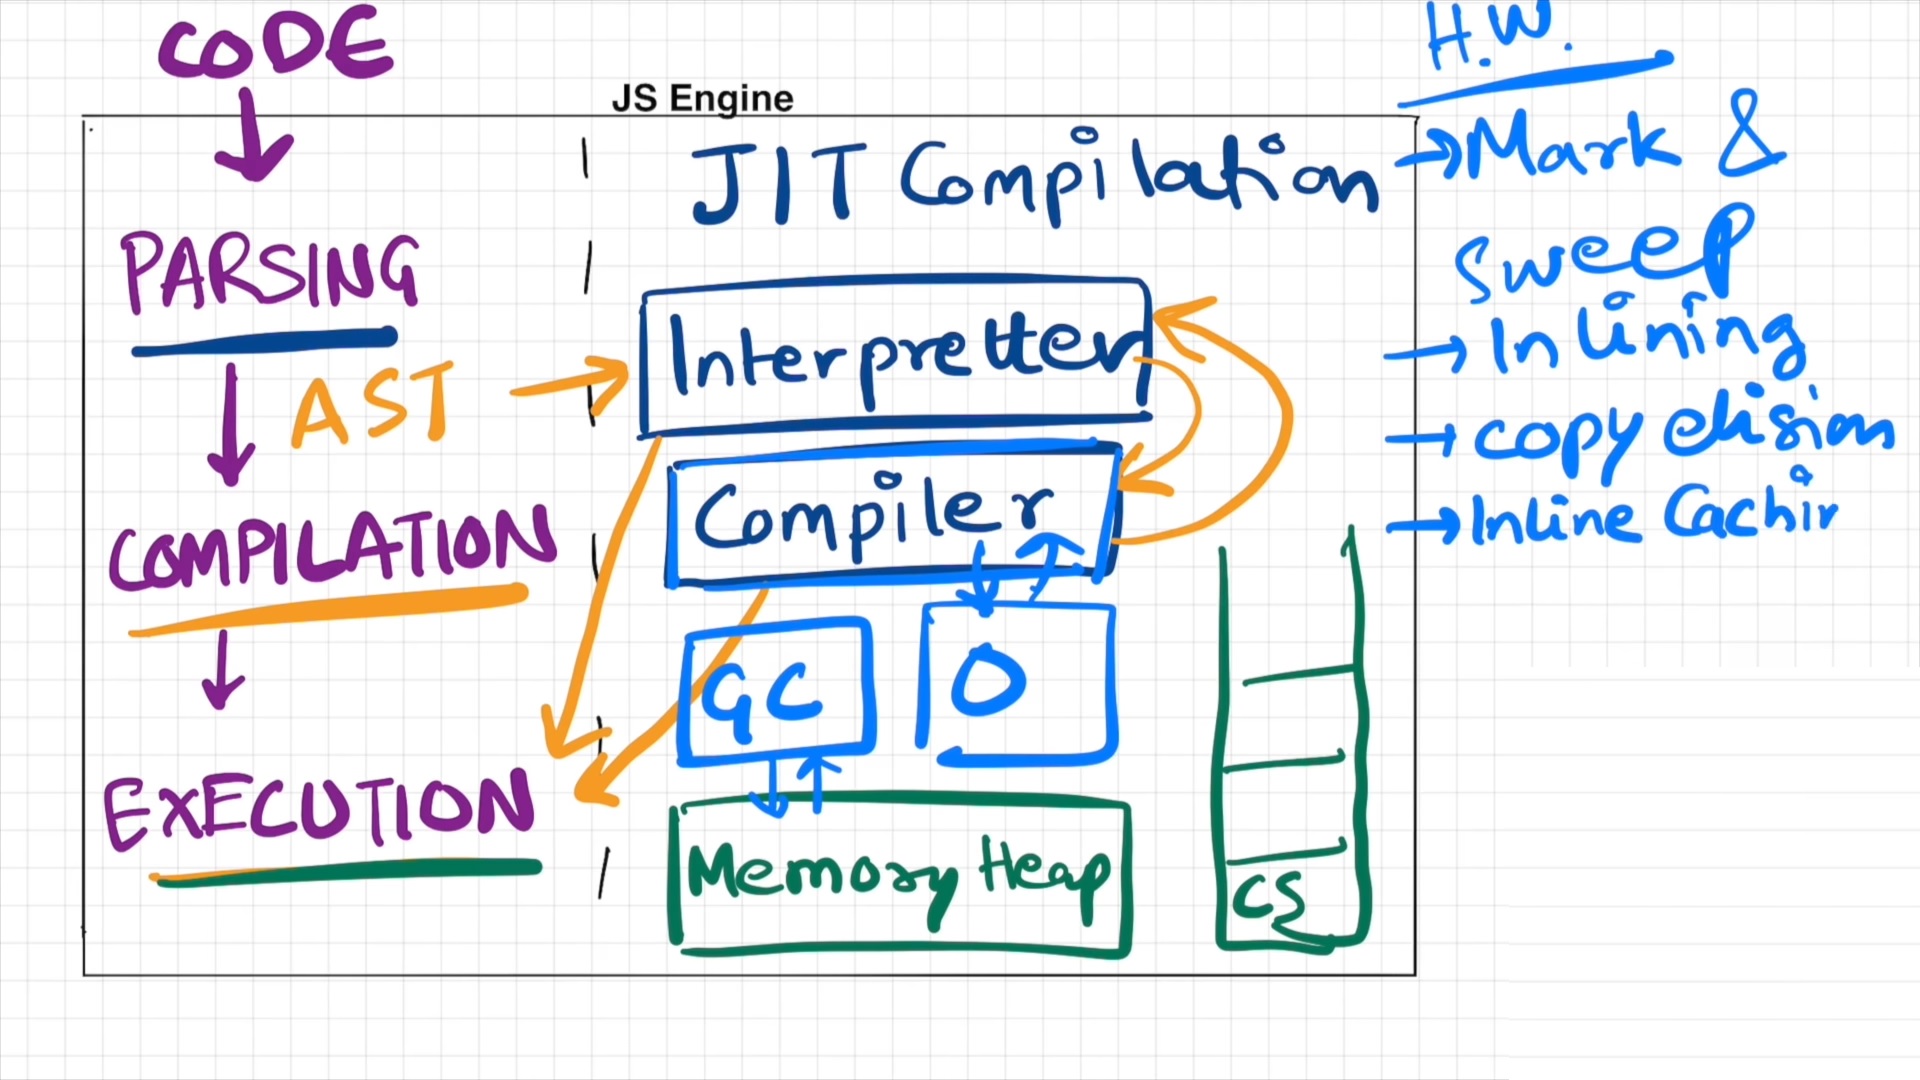 CODE
JS Engine
PARSING
AST
COMPILATION
EXECUTION
JIT Compilation
Interpretter
Compiler
GC
O
Memory Heap
CS
H.W.
→ Mark &
Sweep
→ Inlining
→ copy elision
→ Inline Cachin